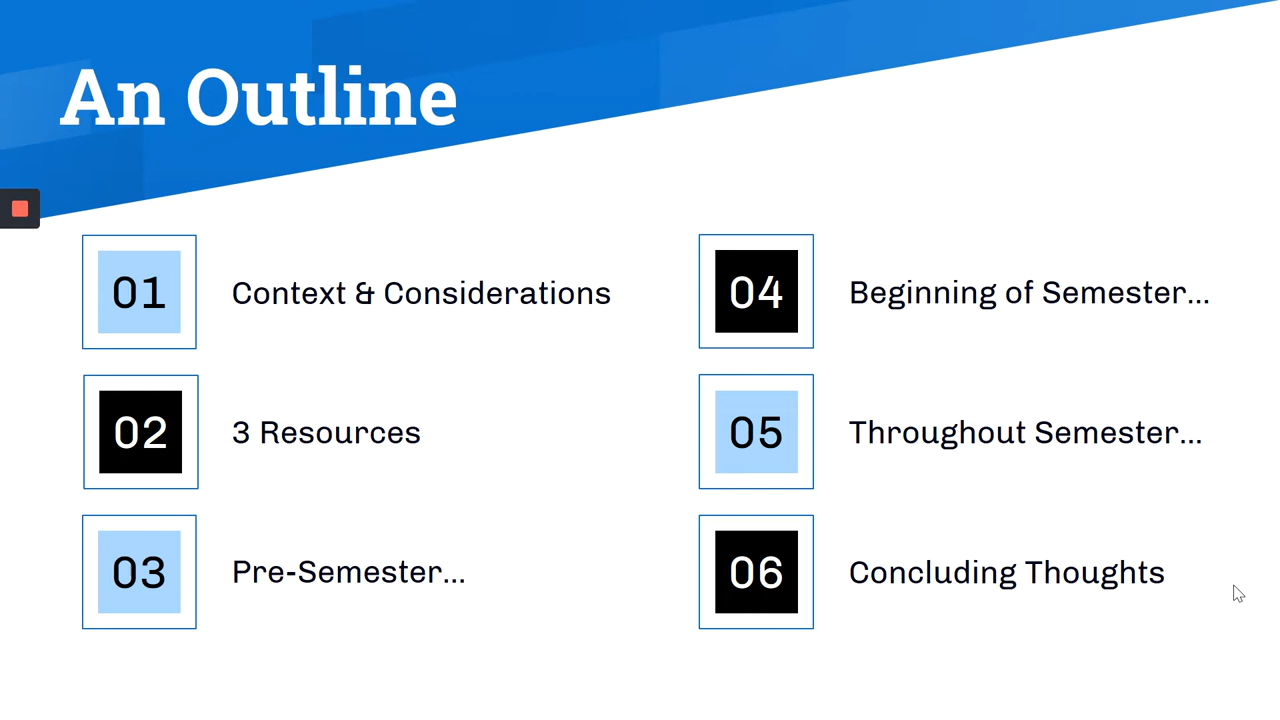 An Outline
01
Context & Considerations
02
3 Resources
03
Pre-Semester...
04
Beginning of Semester...
05
Throughout Semester...
06
Concluding Thoughts